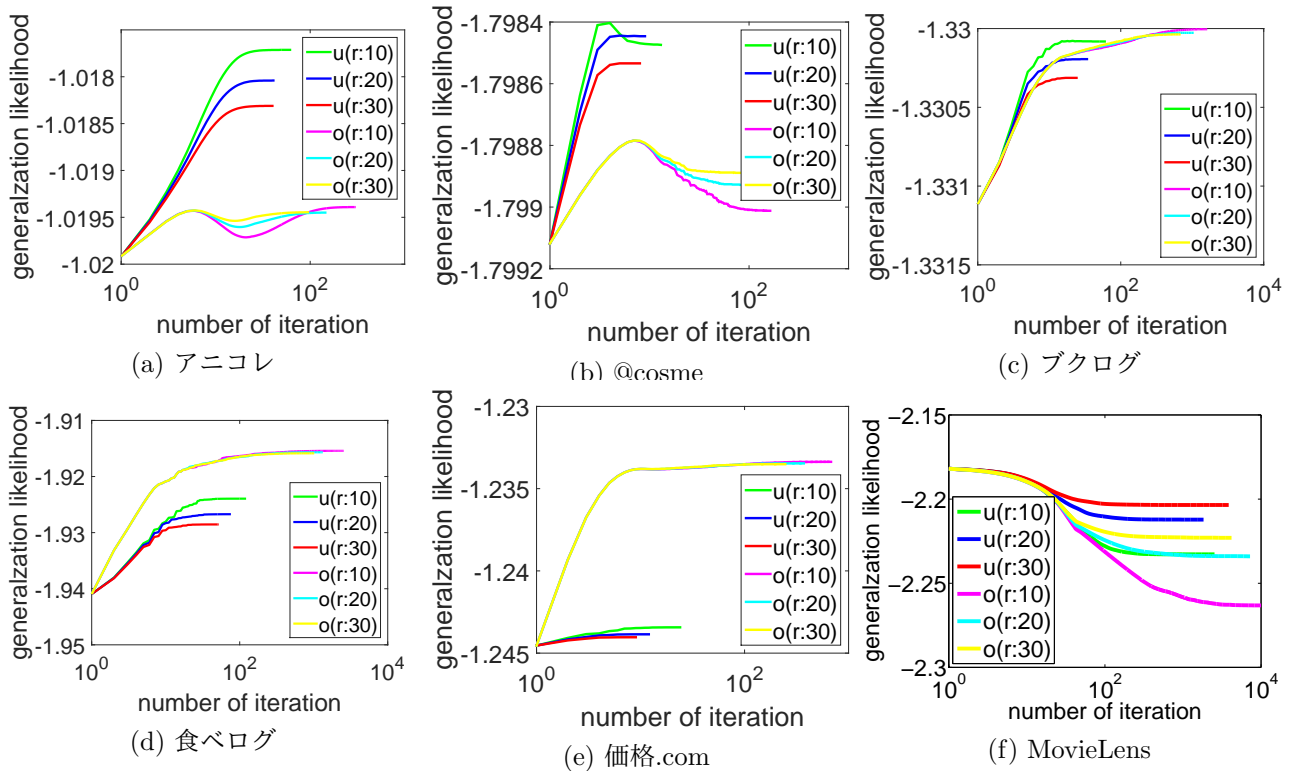 generalzation likelihood
-1.018
-1.0185
-1.019
-1.0195
-1.02
10^0
10^2
number of iteration
u(r:10)
u(r:20)
u(r:30)
o(r:10)
o(r:20)
o(r:30)
(a) アニコレ
generalzation likelihood
-1.7984
-1.7986
-1.7988
-1.799
-1.7992
10^0
10^2
number of iteration
u(r:10)
u(r:20)
u(r:30)
o(r:10)
o(r:20)
o(r:30)
(b) @cosme
generalzation likelihood
-1.33
-1.3305
-1.331
-1.3315
10^0
10^2
10^4
number of iteration
u(r:10)
u(r:20)
u(r:30)
o(r:10)
o(r:20)
o(r:30)
(c) ブクログ
generalzation likelihood
-1.91
-1.92
-1.93
-1.94
-1.95
10^0
10^2
10^4
number of iteration
u(r:10)
u(r:20)
u(r:30)
o(r:10)
o(r:20)
o(r:30)
(d) 食べログ
generalzation likelihood
-1.23
-1.235
-1.24
-1.245
10^0
10^2
number of iteration
u(r:10)
u(r:20)
u(r:30)
o(r:10)
o(r:20)
o(r:30)
(e) 価格.com
generalzation likelihood
−2.15
−2.2
−2.25
−2.3
10^0
10^2
10^4
number of iteration
u(r:10)
u(r:20)
u(r:30)
o(r:10)
o(r:20)
o(r:30)
(f) MovieLens